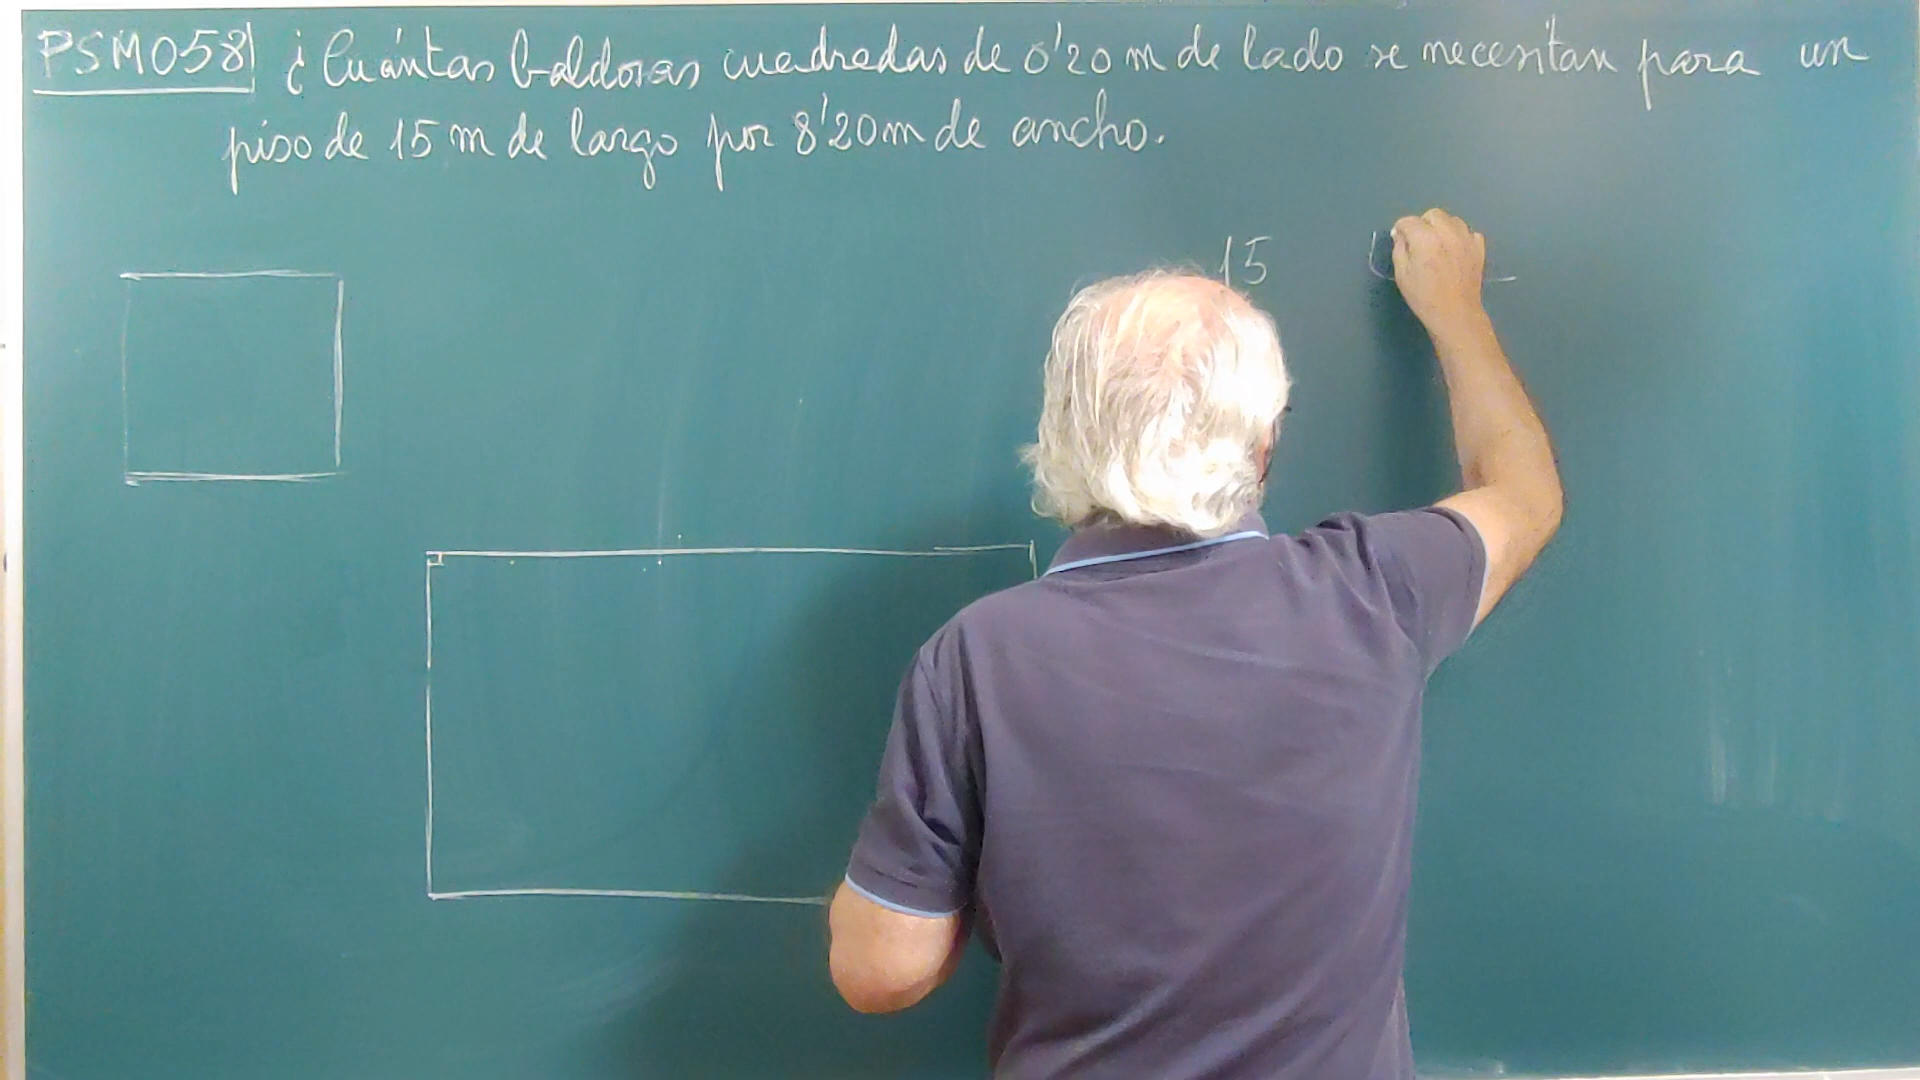 PSM058 ¿Cuántas baldosas cuadradas de 0'20 m de lado se necesitan para un
piso de 15 m de largo por 8'20 m de ancho.
15